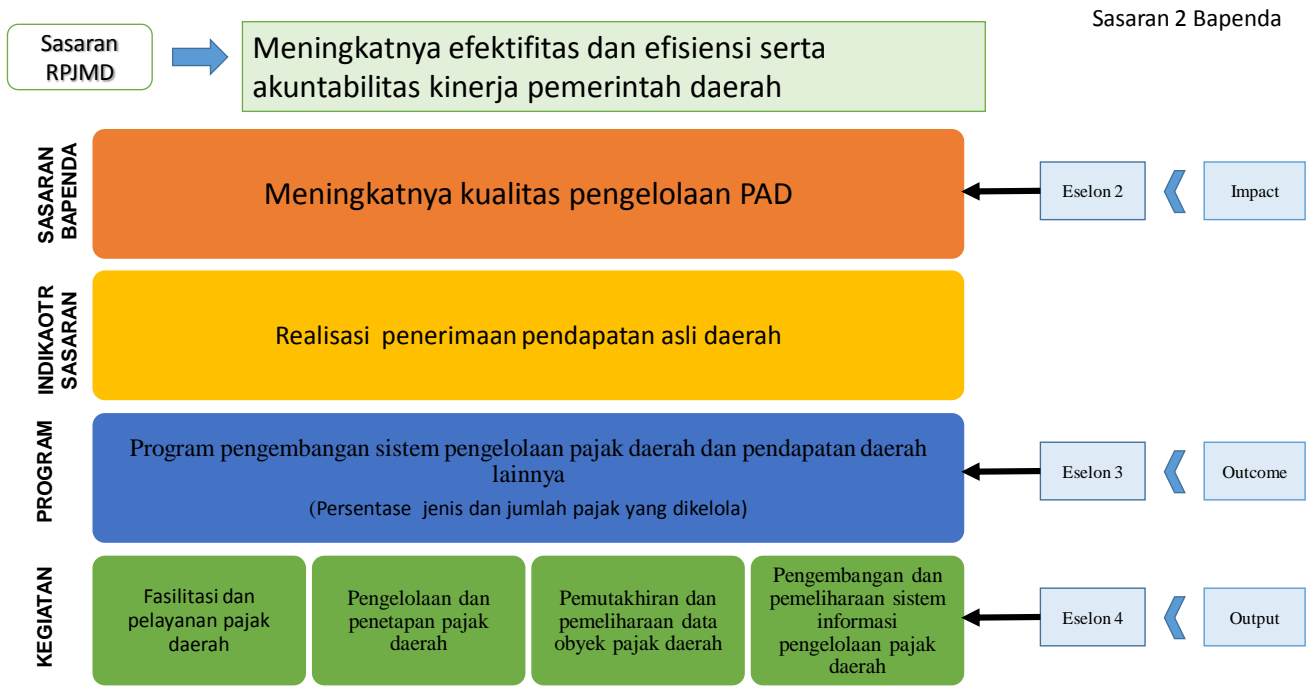 Sasaran 2 Bapenda
Sasaran
RPJMD
Meningkatnya efektifitas dan efisiensi serta
akuntabilitas kinerja pemerintah daerah
SASARAN
BAPENDA
Meningkatnya kualitas pengelolaan PAD
Eselon 2
Impact
INDIKAOTR
SASARAN
Realisasi penerimaan pendapatan asli daerah
PROGRAM
Program pengembangan sistem pengelolaan pajak daerah dan pendapatan daerah
lainnya
(Persentase jenis dan jumlah pajak yang dikelola)
Eselon 3
Outcome
KEGIATAN
Fasilitasi dan
pelayanan pajak
daerah
Pengelolaan dan
penetapan pajak
daerah
Pemutakhiran dan
pemeliharaan data
obyek pajak daerah
Pengembangan dan
pemeliharaan sistem
informasi
pengelolaan pajak
daerah
Eselon 4
Output